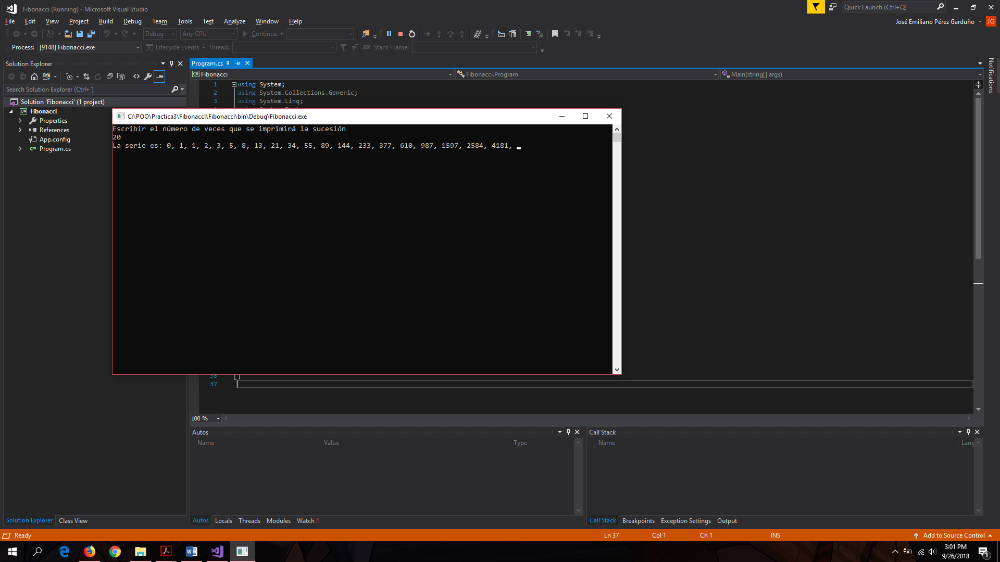 Fibonacci (Running) - Microsoft Visual Studio
Quick Launch (Ctrl+Q)
File Edit View Project Build Debug Team Tools Test Analyze Window Help
José Emiliano Pérez Garduño JG
Debug Any CPU Continue
Process: [9148] Fibonacci.exe Lifecycle Events Thread: Stack Frame:
Solution Explorer
Search Solution Explorer (Ctrl+´)
Solution 'Fibonacci' (1 project)
Fibonacci
Properties
References
App.config
Program.cs
Solution Explorer Class View
Program.cs
Fibonacci Fibonacci.Program Main(string[] args)
1 using System;
2 using System.Collections.Generic;
3 using System.Linq;
C:\POO\Practica3\Fibonacci\Fibonacci\bin\Debug\Fibonacci.exe
Escribir el número de veces que se imprimirá la sucesión
20
La serie es: 0, 1, 1, 2, 3, 5, 8, 13, 21, 34, 55, 89, 144, 233, 377, 610, 987, 1597, 2584, 4181,
36 }
37
100 %
Autos
Name Value Type
Autos Locals Threads Modules Watch 1
Call Stack
Name Lang
Call Stack Breakpoints Exception Settings Output
Notifications
Ready Ln 37 Col 1 Ch 1 INS Add to Source Control
3:01 PM
9/26/2018
1